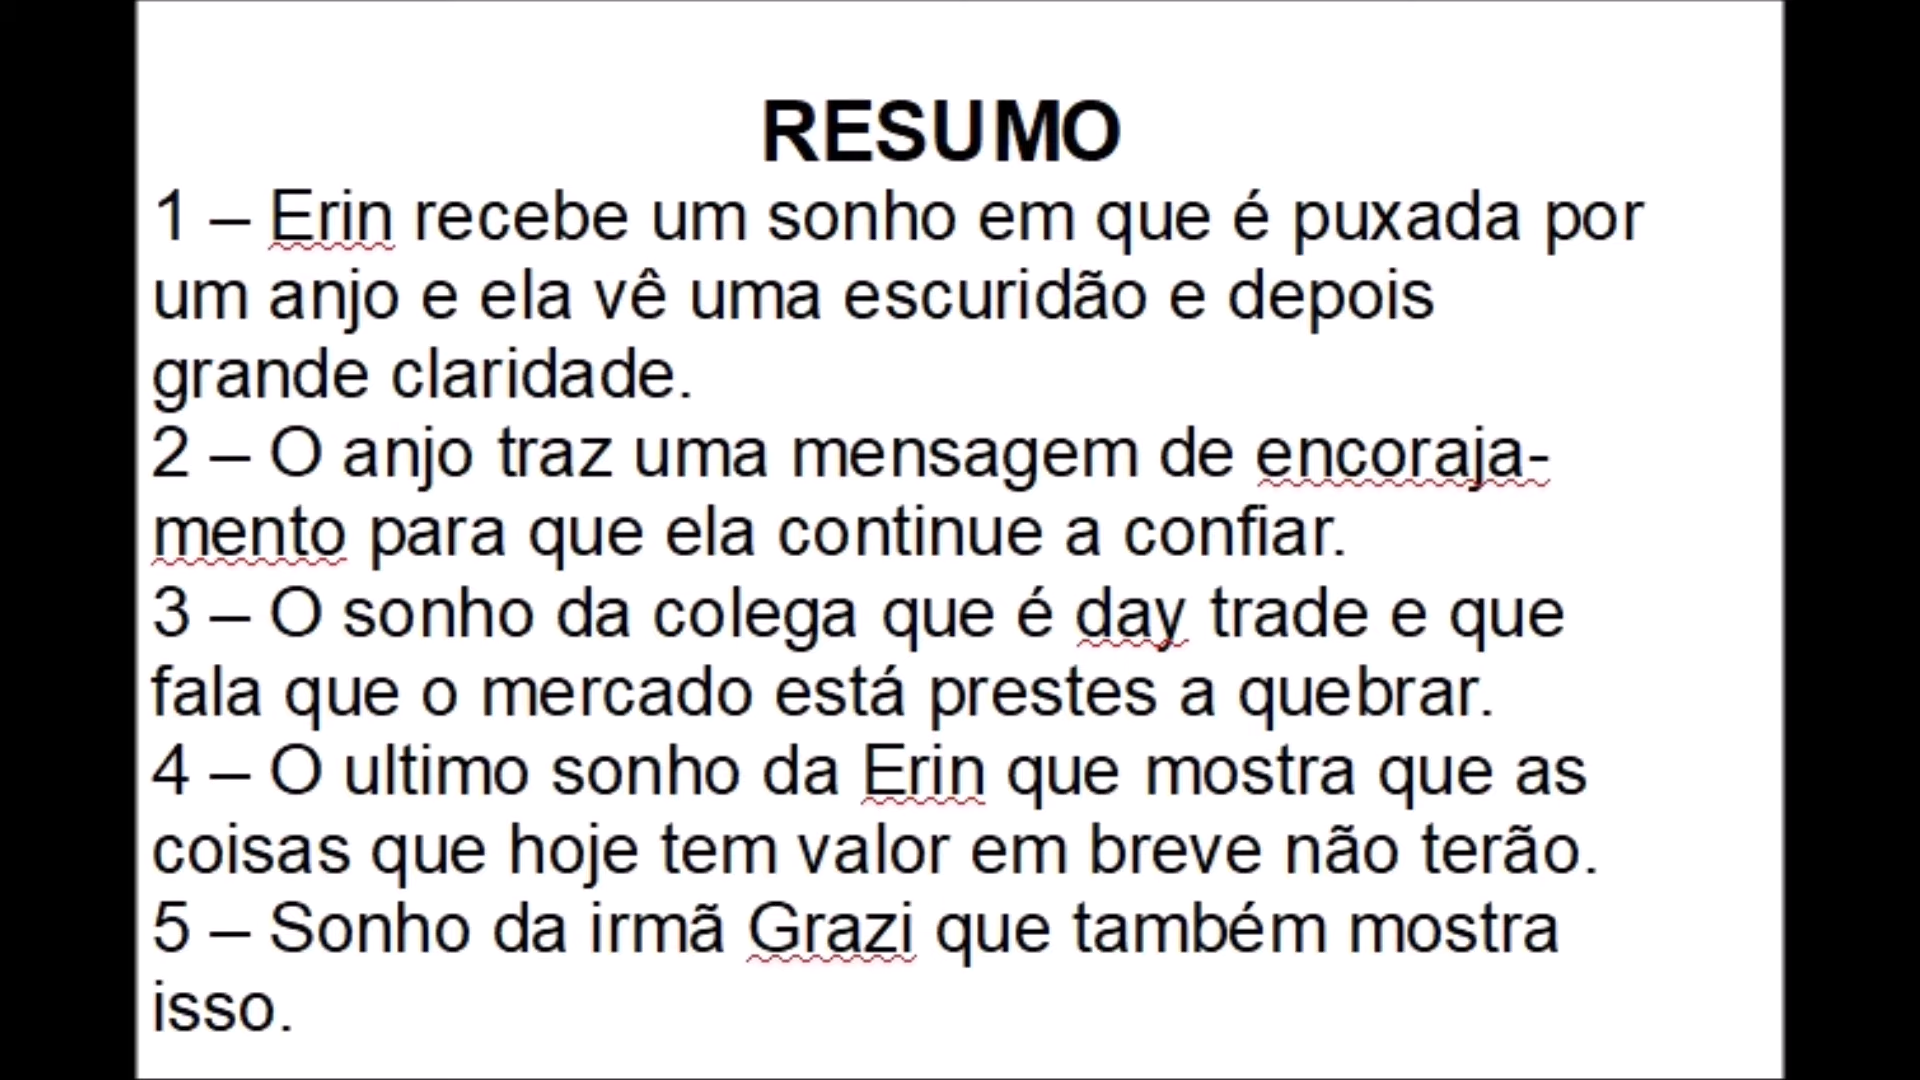 RESUMO
1 – Erin recebe um sonho em que é puxada por
um anjo e ela vê uma escuridão e depois
grande claridade.
2 – O anjo traz uma mensagem de encoraja-
mento para que ela continue a confiar.
3 – O sonho da colega que é day trade e que
fala que o mercado está prestes a quebrar.
4 – O ultimo sonho da Erin que mostra que as
coisas que hoje tem valor em breve não terão.
5 – Sonho da irmã Grazi que também mostra
isso.